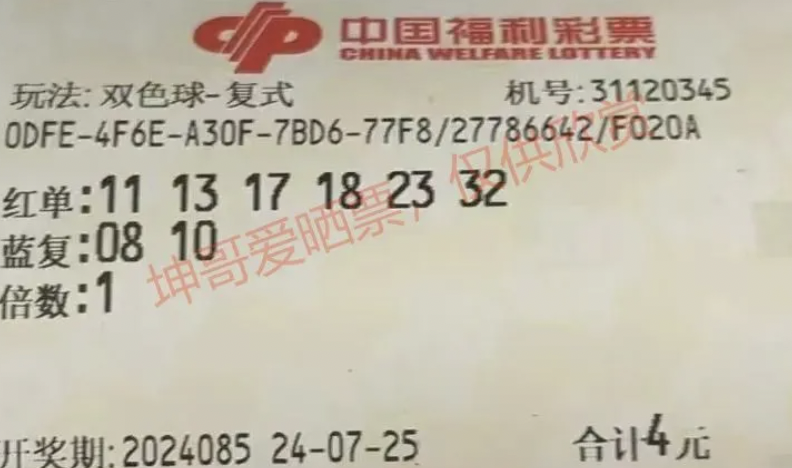 中国福利彩票
CHINA WELFARE LOTTERY
玩法:双色球-复式 机号:31120345
0DFE-4F6E-A30F-7BD6-77F8/27786642/F020A
红单:11 13 17 18 23 32
蓝复:08 10
倍数:1
坤哥爱晒票,仅供欣赏
开奖期:2024085 24-07-25 合计4元